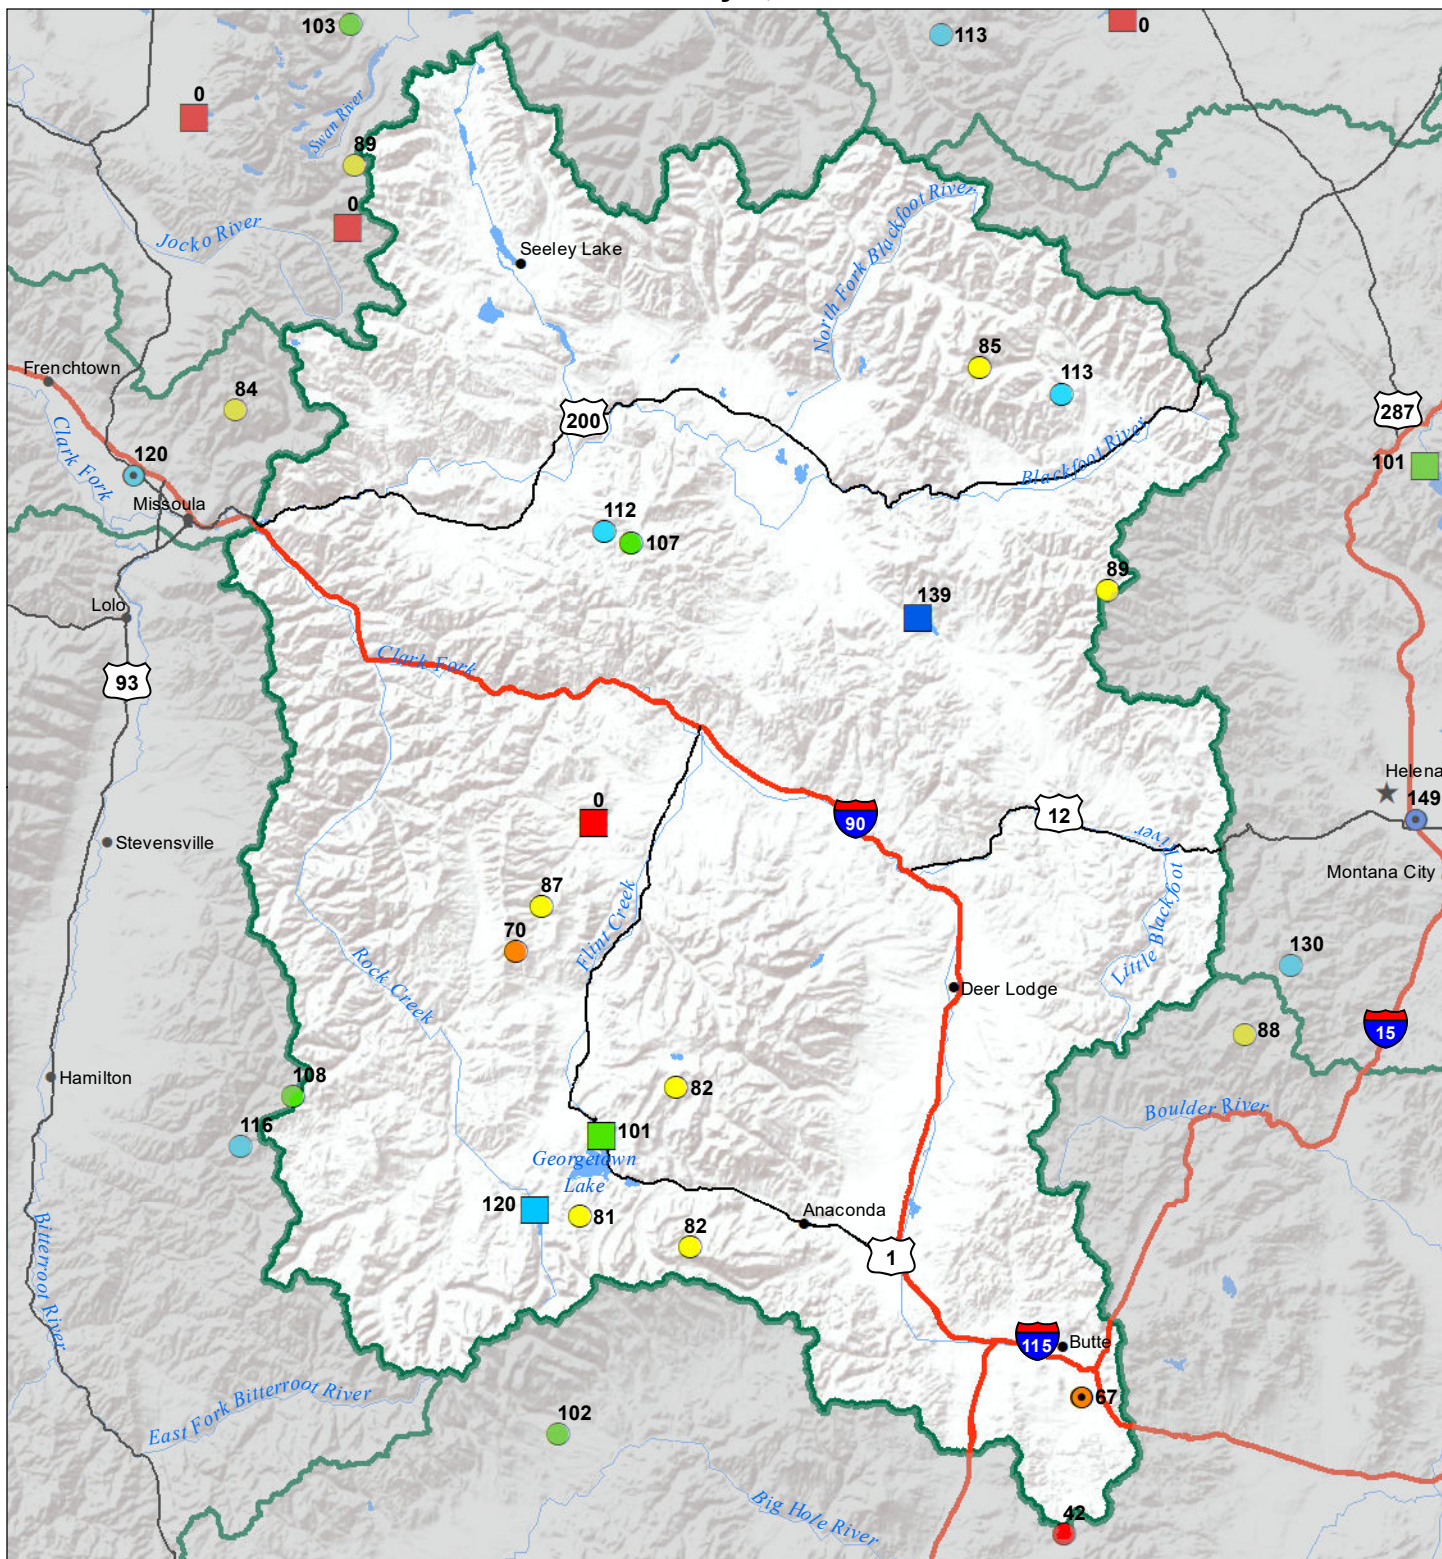 103
113
0
0
Swan River
89
0
Jocko River
Seeley Lake
North Fork Blackfoot River
Frenchtown
84
85
113
200
287
Clark Fork
120
101
Blackfoot River
Missoula
112
107
89
139
Lolo
93
Clark Fork
Helena
0
149
90
12
Stevensville
River
Montana City
87
Flint Creek
70
Little Blackfoot
130
Rock Creek
Deer Lodge
88
15
Hamilton
108
82
Boulder River
116
101
Georgetown
Lake
120
81
Anaconda
82
1
Bitterroot River
115
Butte
67
East Fork Bitterroot River
102
Big Hole River
42